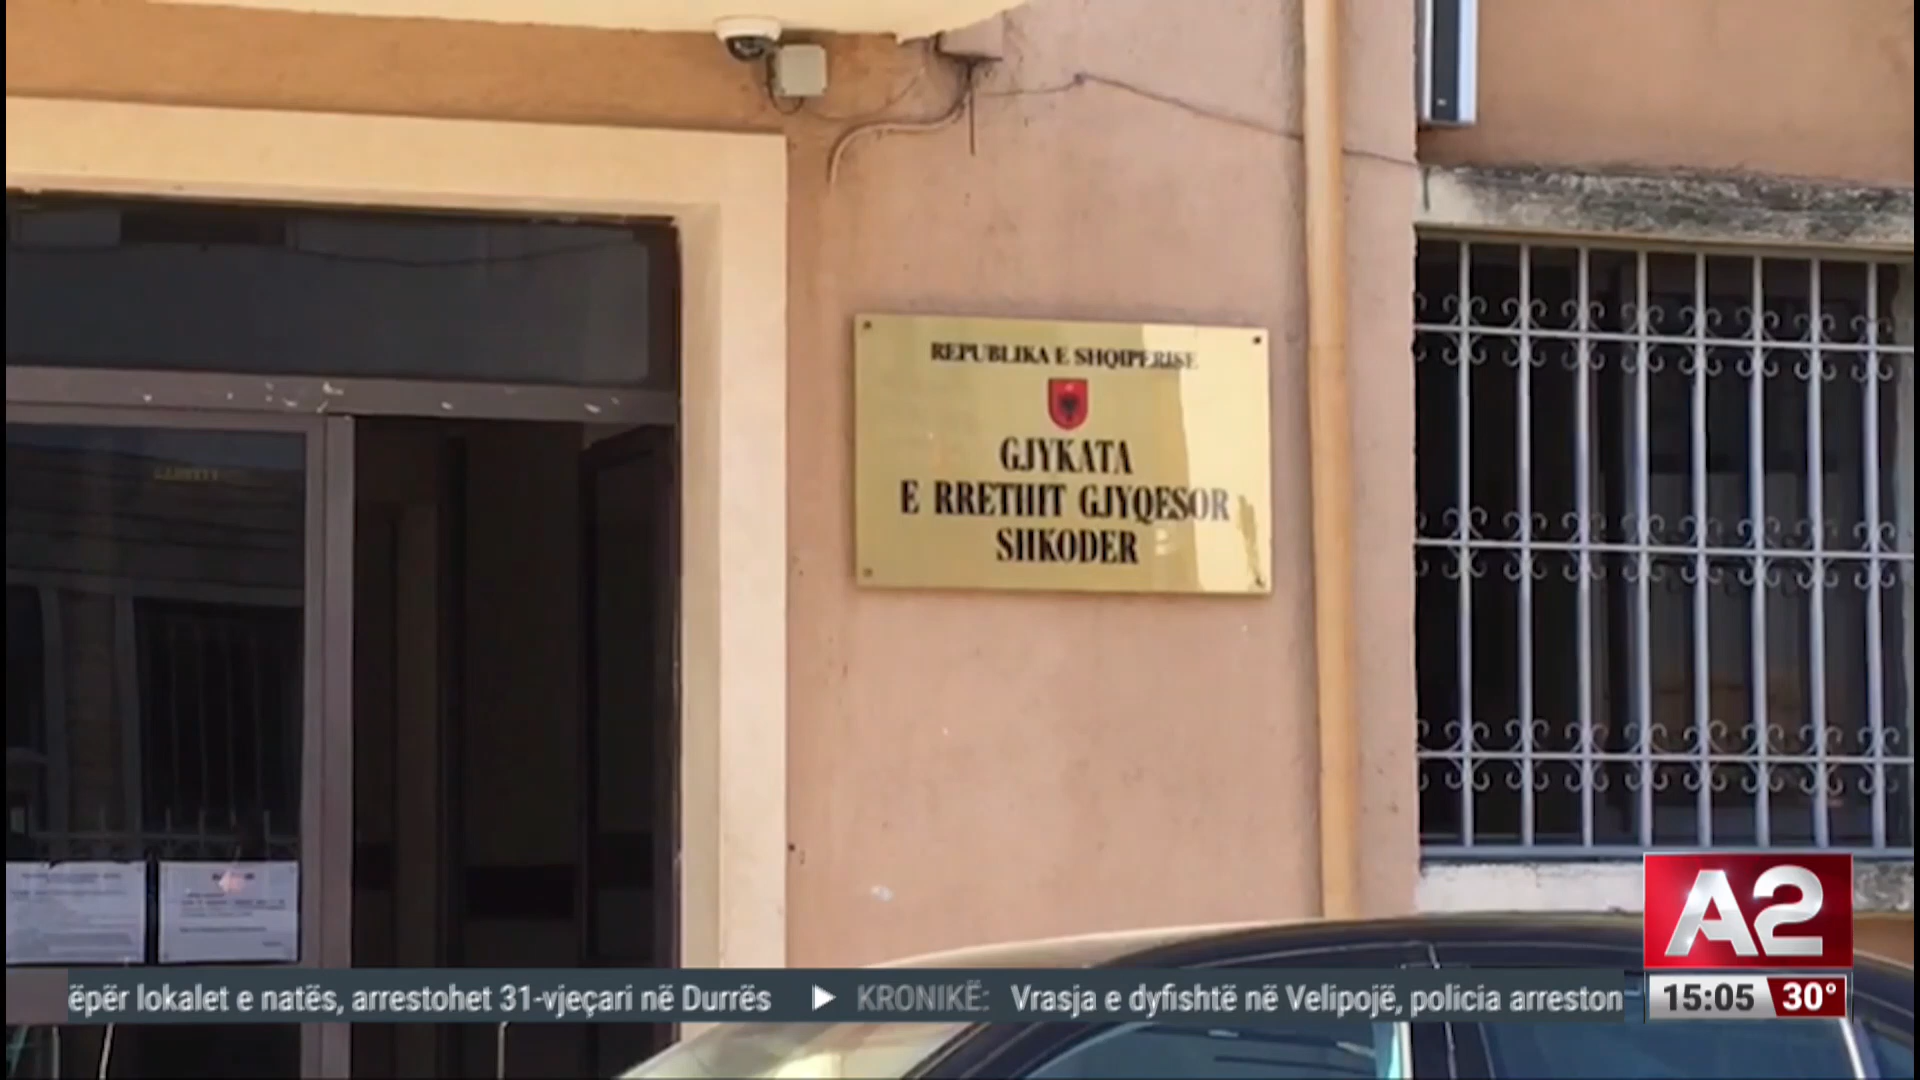 REPUBLIKA E SHQIPERISE
GJYKATA
E RRETHIT GJYQESOR
SHKODER
A2
15:05 30°
ëpër lokalet e natës, arrestohet 31-vjeçari në Durrës ▶ KRONIKË: Vrasja e dyfishtë në Velipojë, policia arreston